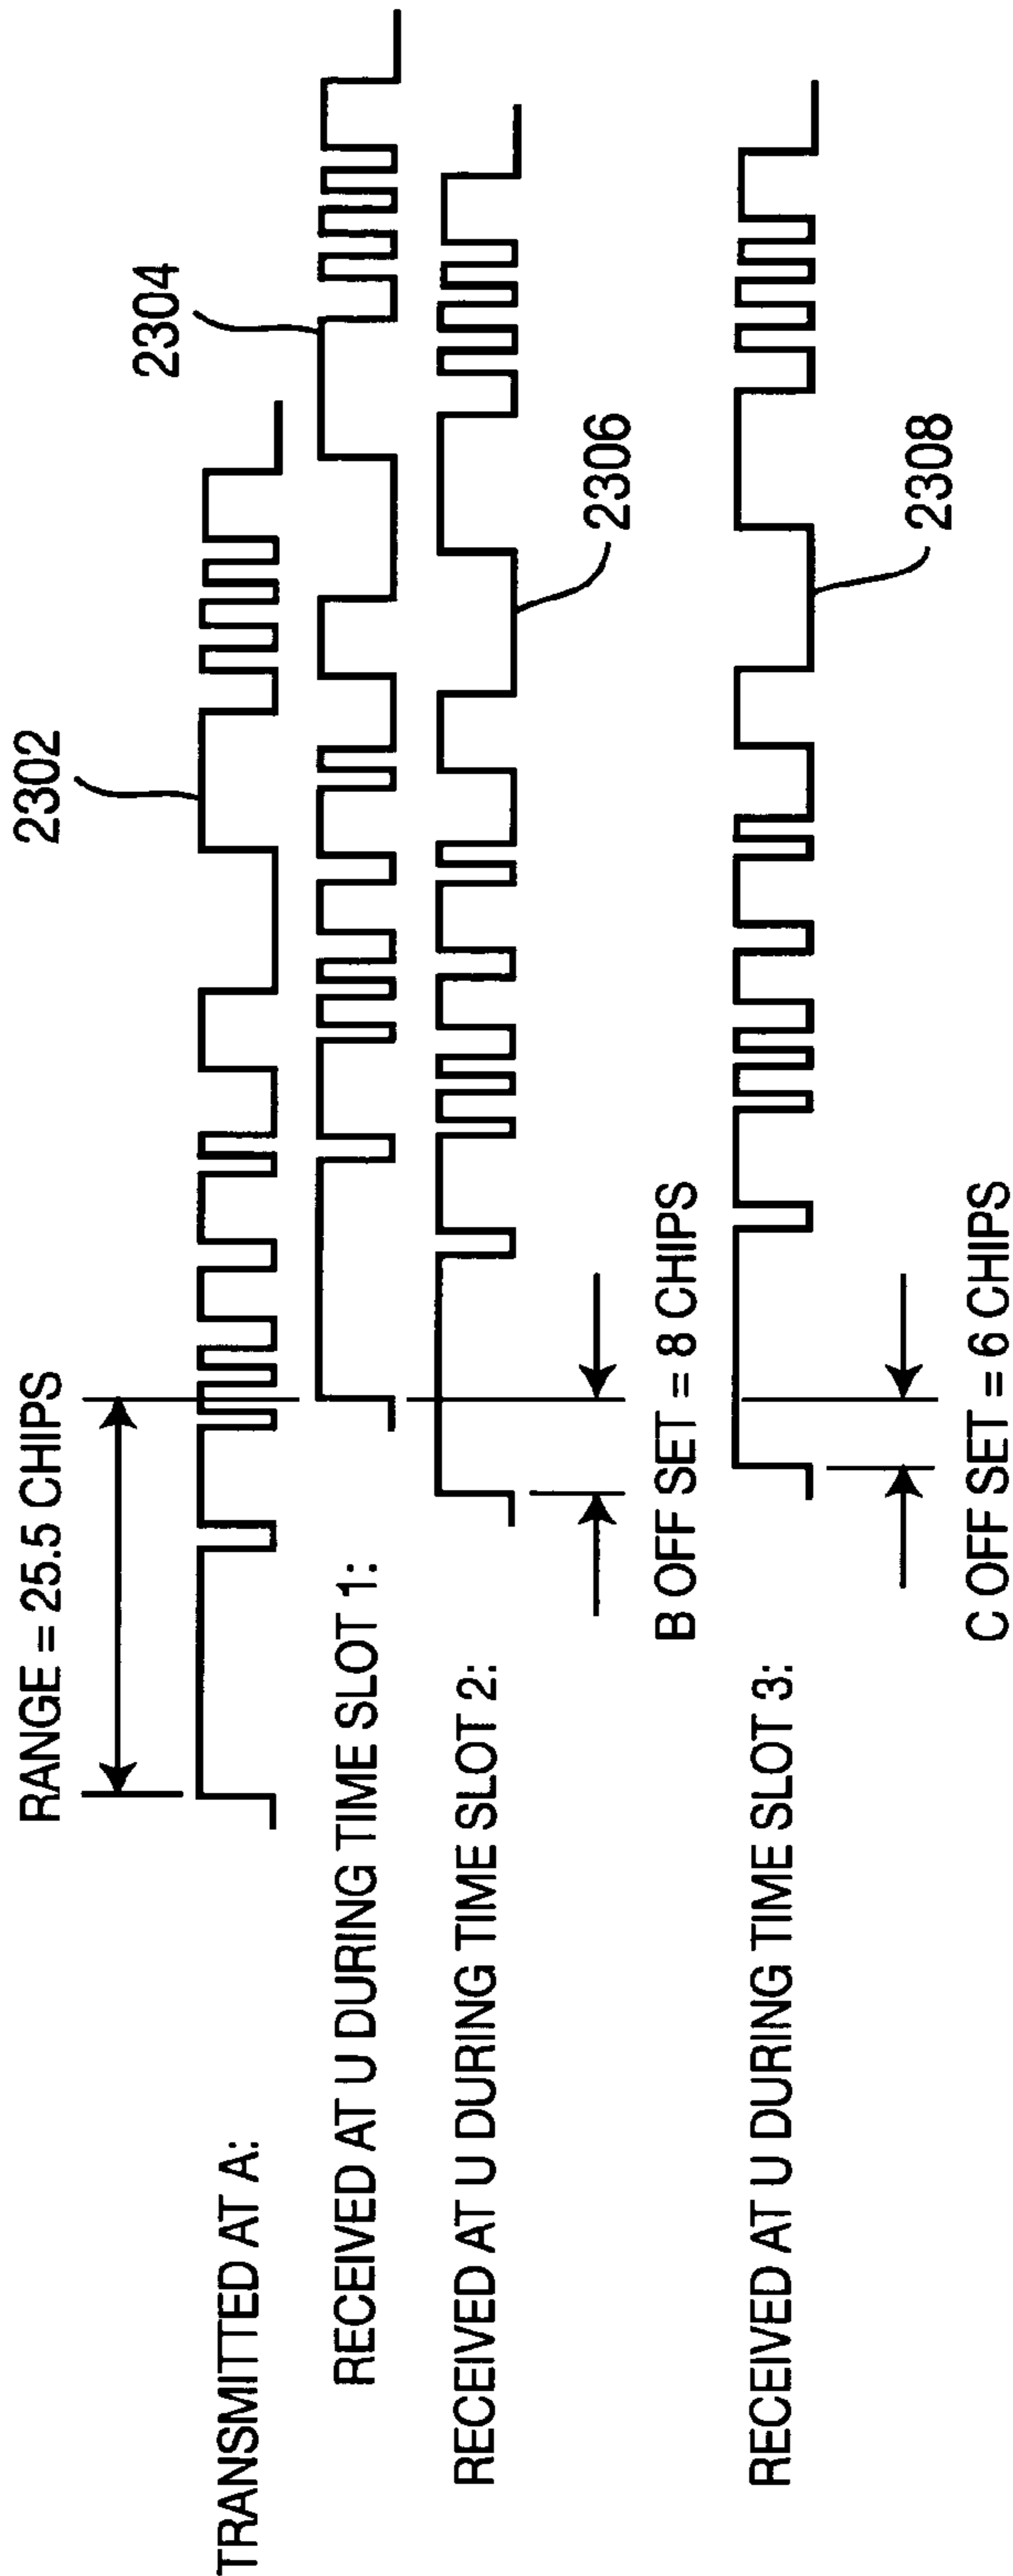 RANGE = 25.5 CHIPS
2302
TRANSMITTED AT A:
2304
RECEIVED AT U DURING TIME SLOT 1:
RECEIVED AT U DURING TIME SLOT 2:
2306
B OFF SET = 8 CHIPS
RECEIVED AT U DURING TIME SLOT 3:
2308
C OFF SET = 6 CHIPS